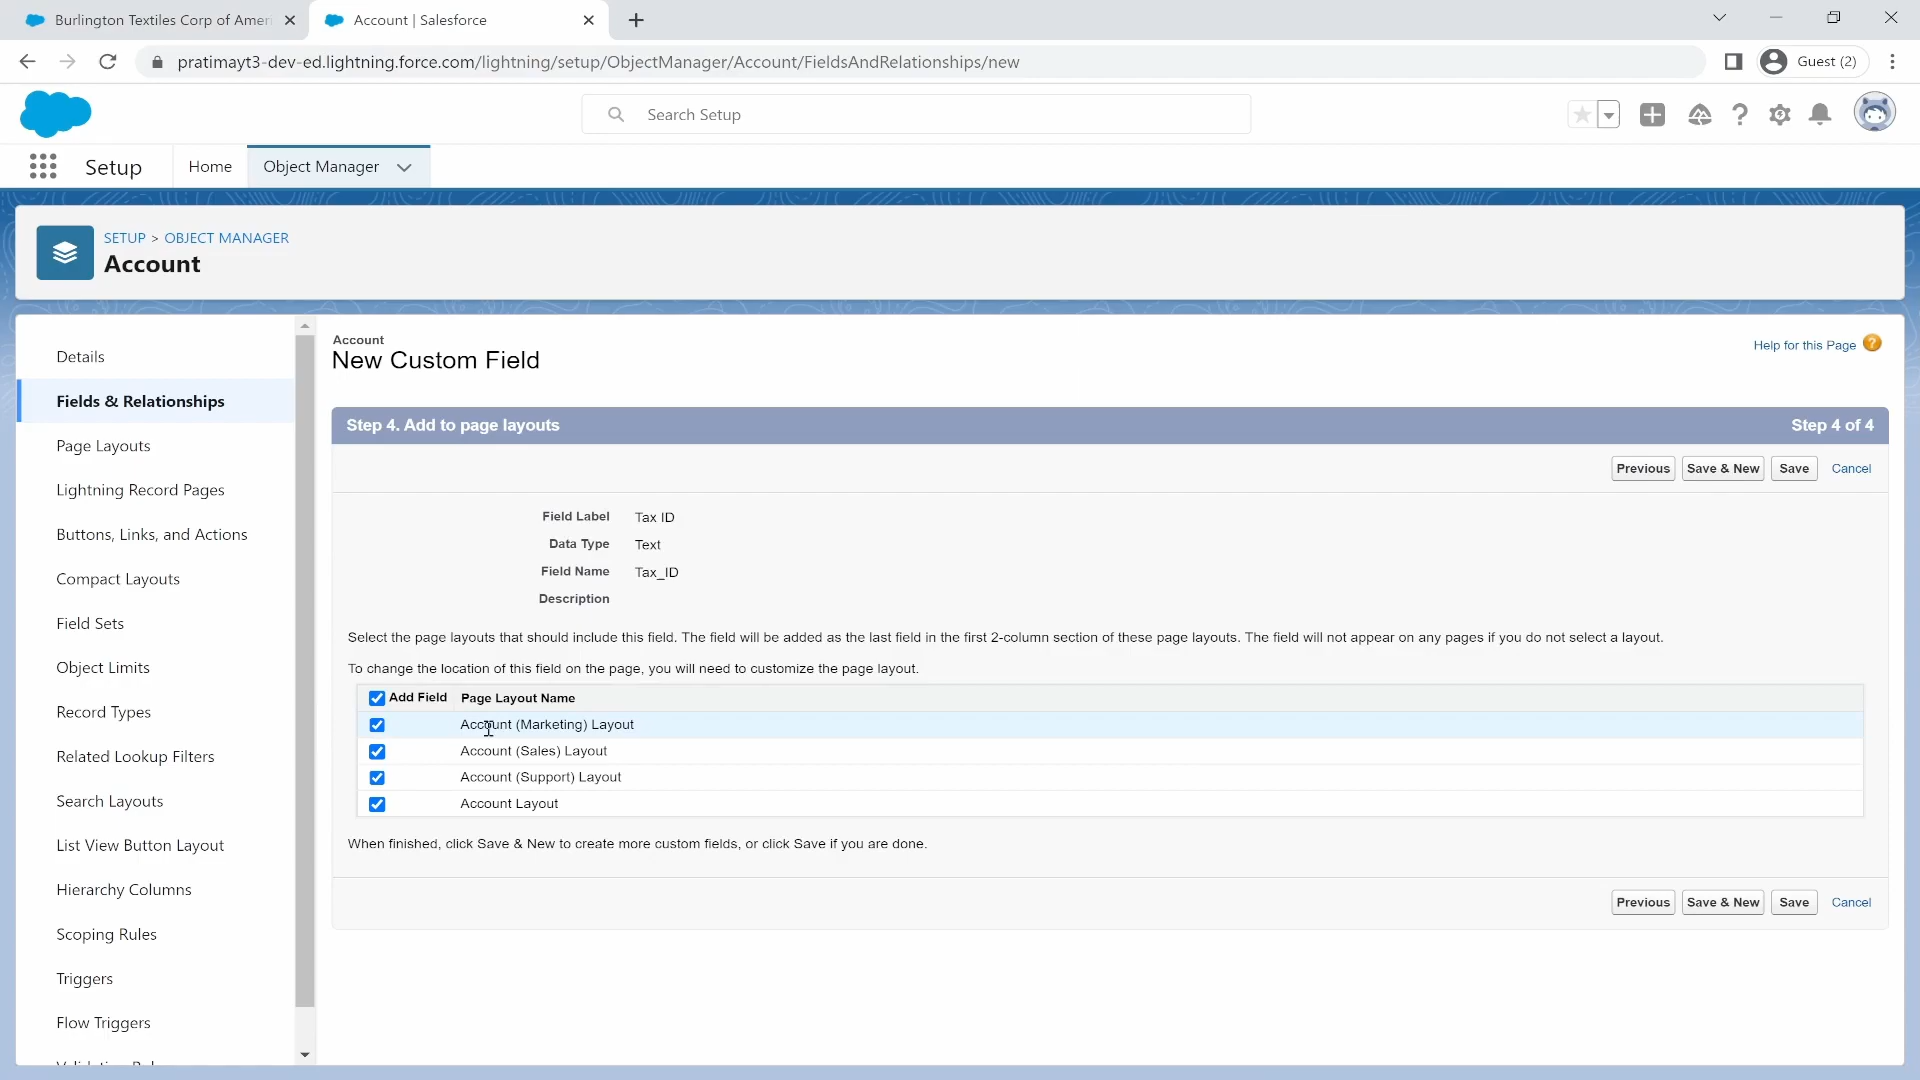 Burlington Textiles Corp of Ameri
Account | Salesforce
pratimayt3-dev-ed.lightning.force.com/lightning/setup/ObjectManager/Account/FieldsAndRelationships/new
Guest (2)
Search Setup
Setup
Home
Object Manager
SETUP > OBJECT MANAGER
Account
Details
Fields & Relationships
Page Layouts
Lightning Record Pages
Buttons, Links, and Actions
Compact Layouts
Field Sets
Object Limits
Record Types
Related Lookup Filters
Search Layouts
List View Button Layout
Hierarchy Columns
Scoping Rules
Triggers
Flow Triggers
Account
New Custom Field
Help for this Page
Step 4. Add to page layouts
Step 4 of 4
Previous Save & New Save Cancel
Field Label Tax ID
Data Type Text
Field Name Tax_ID
Description
Select the page layouts that should include this field. The field will be added as the last field in the first 2-column section of these page layouts. The field will not appear on any pages if you do not select a layout.
To change the location of this field on the page, you will need to customize the page layout.
Add Field Page Layout Name
Account (Marketing) Layout
Account (Sales) Layout
Account (Support) Layout
Account Layout
When finished, click Save & New to create more custom fields, or click Save if you are done.
Previous Save & New Save Cancel